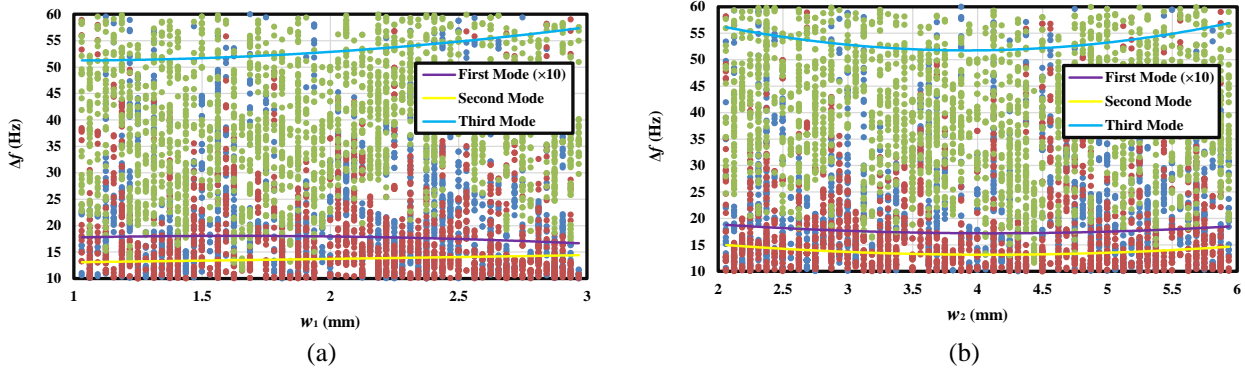 60
55
50
45
40
35
30
25
20
15
10
Δf (Hz)
First Mode (×10)
Second Mode
Third Mode
1 1.5 2 2.5 3
w1 (mm)
(a)
60
55
50
45
40
35
30
25
20
15
10
Δf (Hz)
First Mode (×10)
Second Mode
Third Mode
2 2.5 3 3.5 4 4.5 5 5.5 6
w2 (mm)
(b)